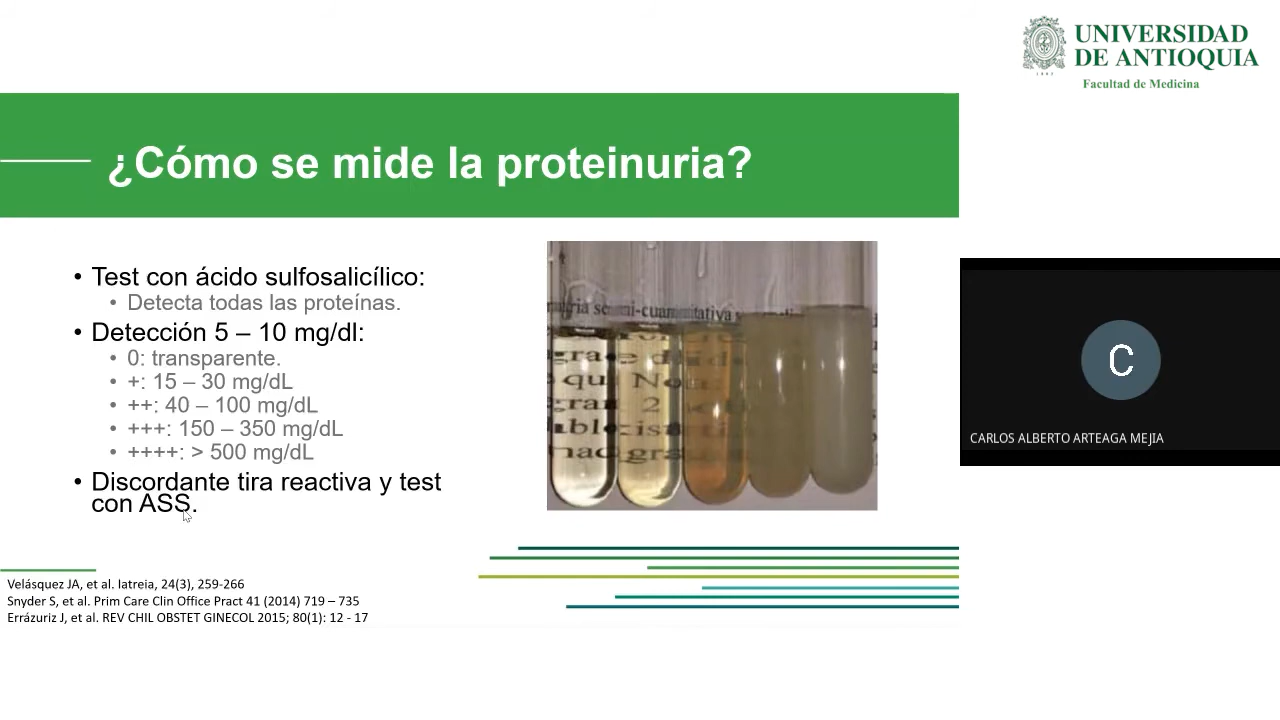 UNIVERSIDAD
DE ANTIOQUIA
1803
Facultad de Medicina
¿Cómo se mide la proteinuria?
• Test con ácido sulfosalicílico:
• Detecta todas las proteínas.
• Detección 5 – 10 mg/dl:
• 0: transparente.
• +: 15 – 30 mg/dL
• ++: 40 – 100 mg/dL
• +++: 150 – 350 mg/dL
• ++++: > 500 mg/dL
• Discordante tira reactiva y test
con ASS.
semi-cuantitativa
C
CARLOS ALBERTO ARTEAGA MEJIA
Velásquez JA, et al. Iatreia, 24(3), 259-266
Snyder S, et al. Prim Care Clin Office Pract 41 (2014) 719 – 735
Errázuriz J, et al. REV CHIL OBSTET GINECOL 2015; 80(1): 12 - 17